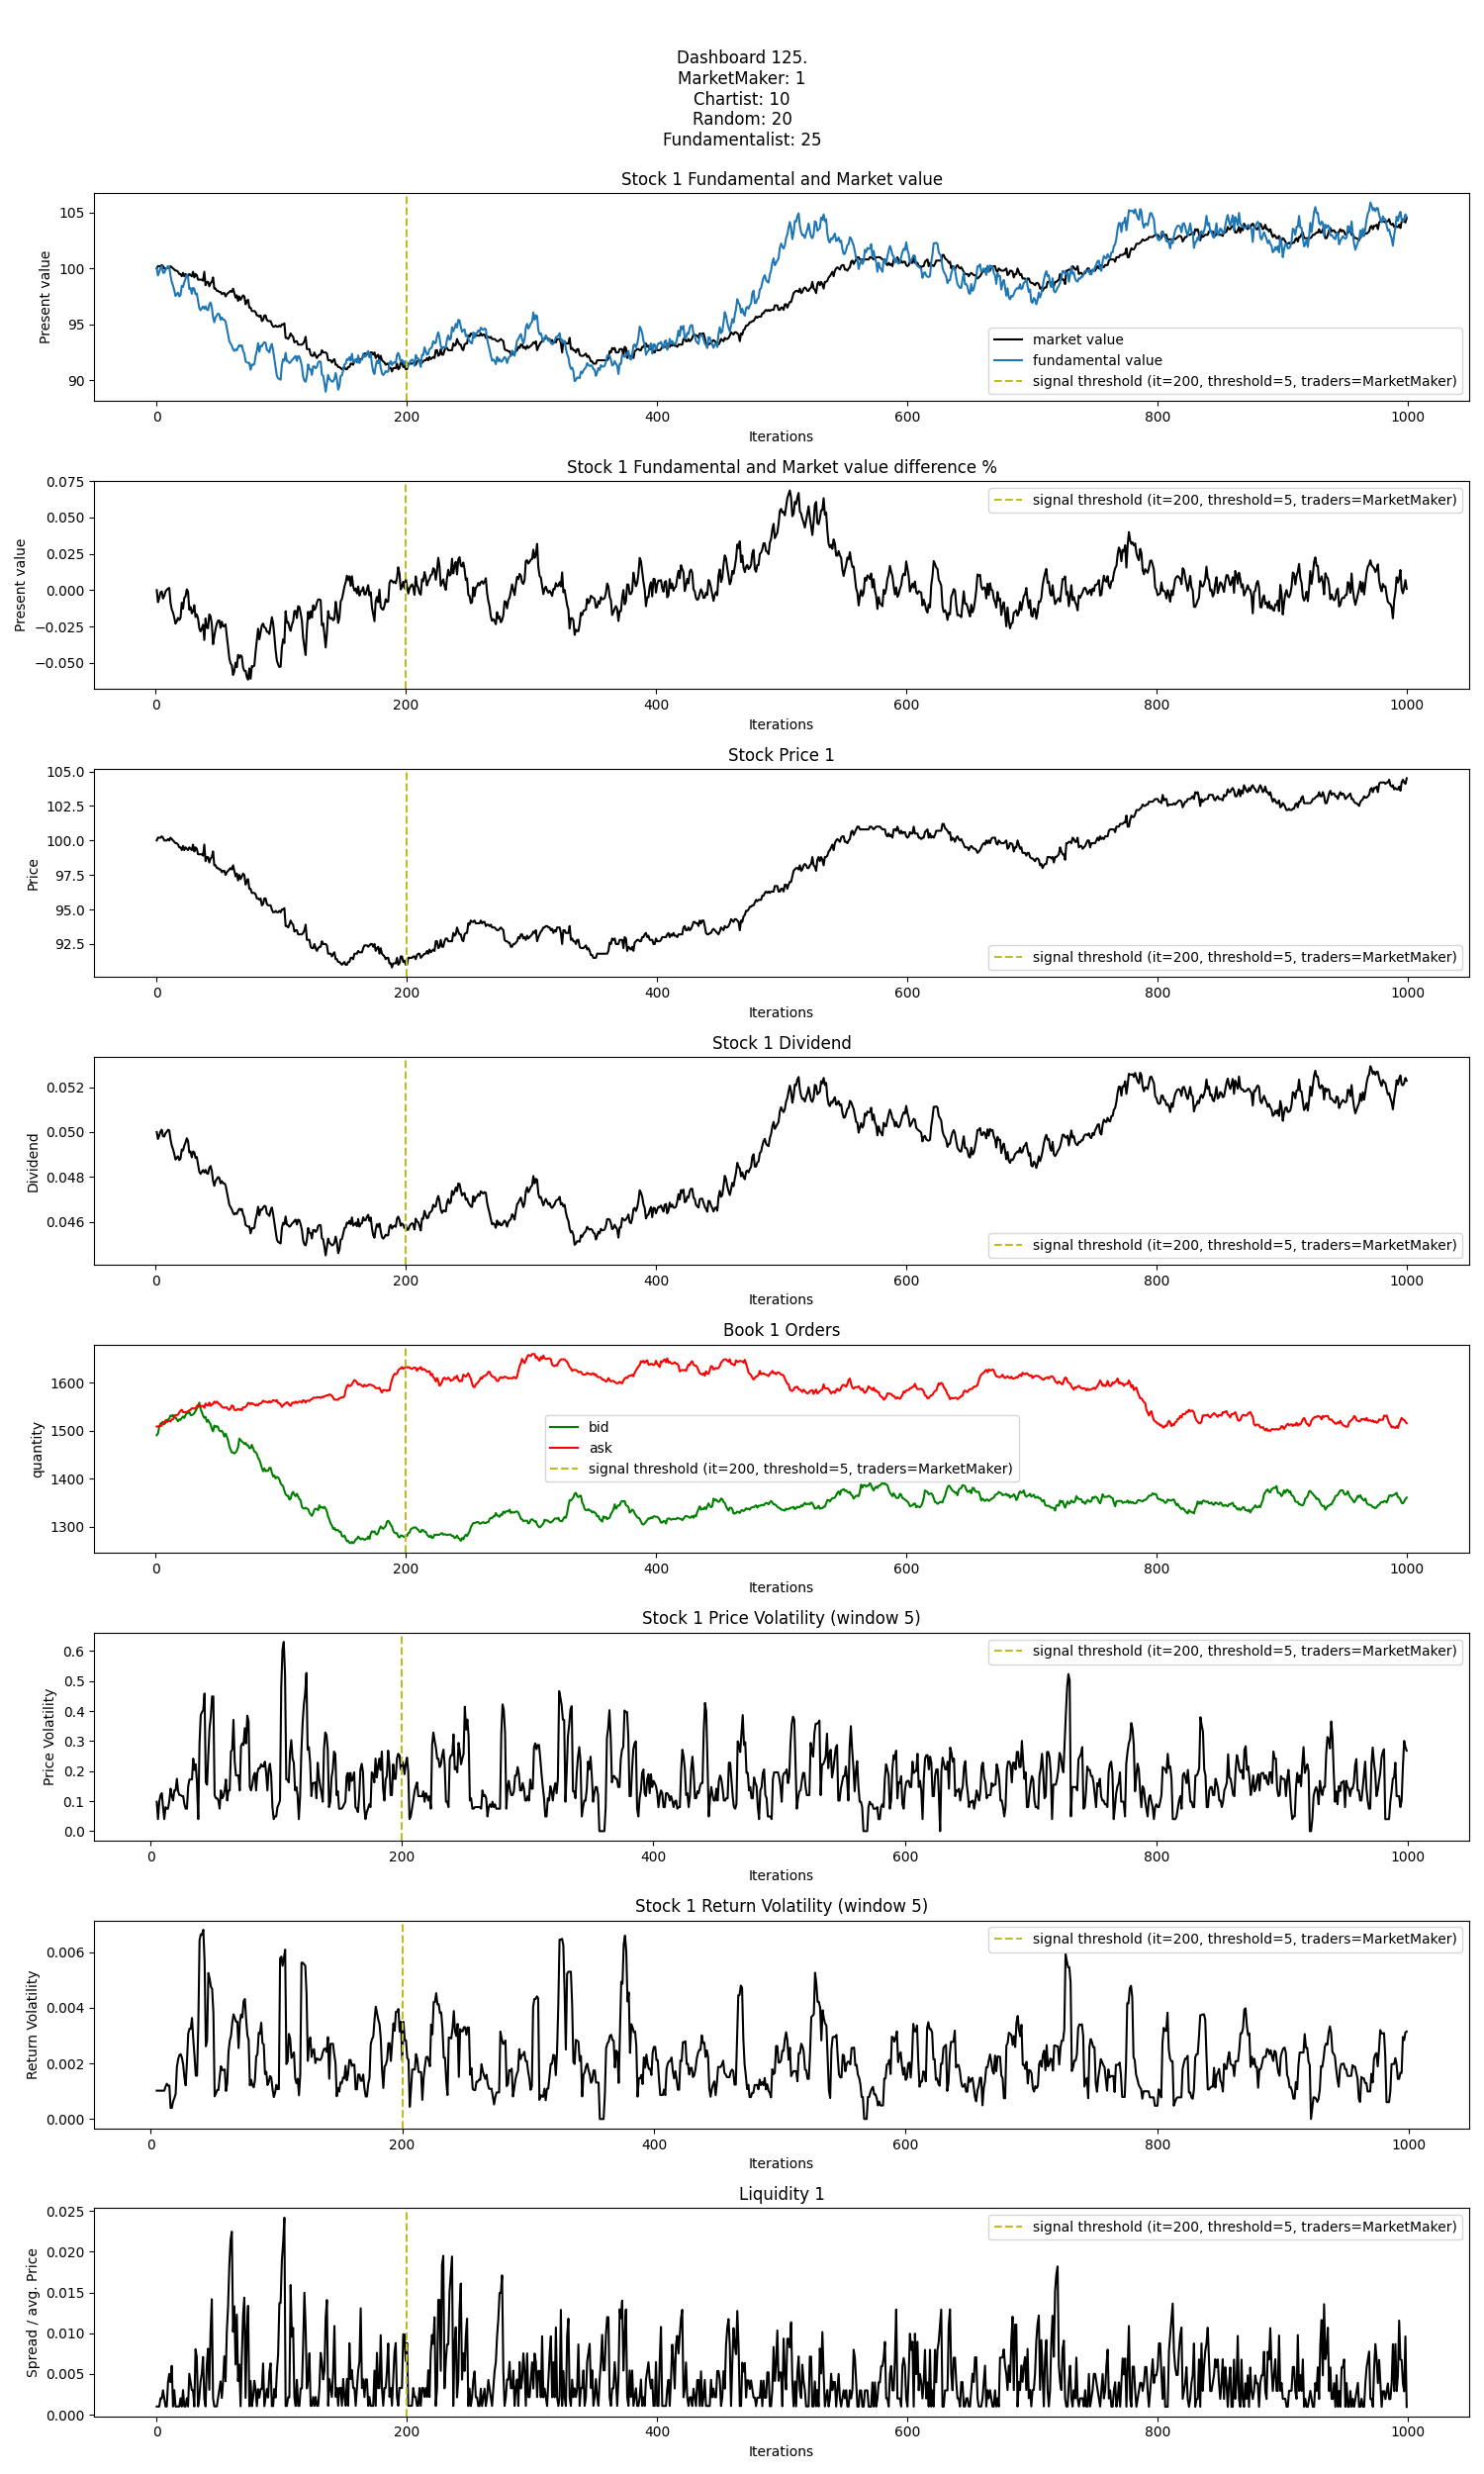 Dashboard 125.
MarketMaker: 1
Chartist: 10
Random: 20
Fundamentalist: 25
Stock 1 Fundamental and Market value
Present value
105
100
95
90
market value
fundamental value
signal threshold (it=200, threshold=5, traders=MarketMaker)
0 200 400 600 800 1000
Iterations
Stock 1 Fundamental and Market value difference %
Present value
0.075
0.050
0.025
0.000
−0.025
−0.050
signal threshold (it=200, threshold=5, traders=MarketMaker)
0 200 400 600 800 1000
Iterations
Stock Price 1
Price
105.0
102.5
100.0
97.5
95.0
92.5
signal threshold (it=200, threshold=5, traders=MarketMaker)
0 200 400 600 800 1000
Iterations
Stock 1 Dividend
Dividend
0.052
0.050
0.048
0.046
signal threshold (it=200, threshold=5, traders=MarketMaker)
0 200 400 600 800 1000
Iterations
Book 1 Orders
quantity
1600
1500
1400
1300
bid
ask
signal threshold (it=200, threshold=5, traders=MarketMaker)
0 200 400 600 800 1000
Iterations
Stock 1 Price Volatility (window 5)
Price Volatility
0.6
0.5
0.4
0.3
0.2
0.1
0.0
signal threshold (it=200, threshold=5, traders=MarketMaker)
0 200 400 600 800 1000
Iterations
Stock 1 Return Volatility (window 5)
Return Volatility
0.006
0.004
0.002
0.000
signal threshold (it=200, threshold=5, traders=MarketMaker)
0 200 400 600 800 1000
Iterations
Liquidity 1
Spread / avg. Price
0.025
0.020
0.015
0.010
0.005
0.000
signal threshold (it=200, threshold=5, traders=MarketMaker)
0 200 400 600 800 1000
Iterations